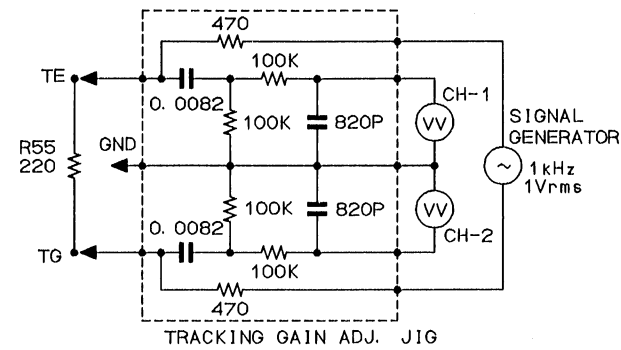 470
TE
100K
CH-1
0. 0082
100K
820P
SIGNAL
GENERATOR
R55
220
GND
VV
~
1kHz
1Vrms
100K
820P
VV
0. 0082
CH-2
TG
100K
470
TRACKING GAIN ADJ. JIG